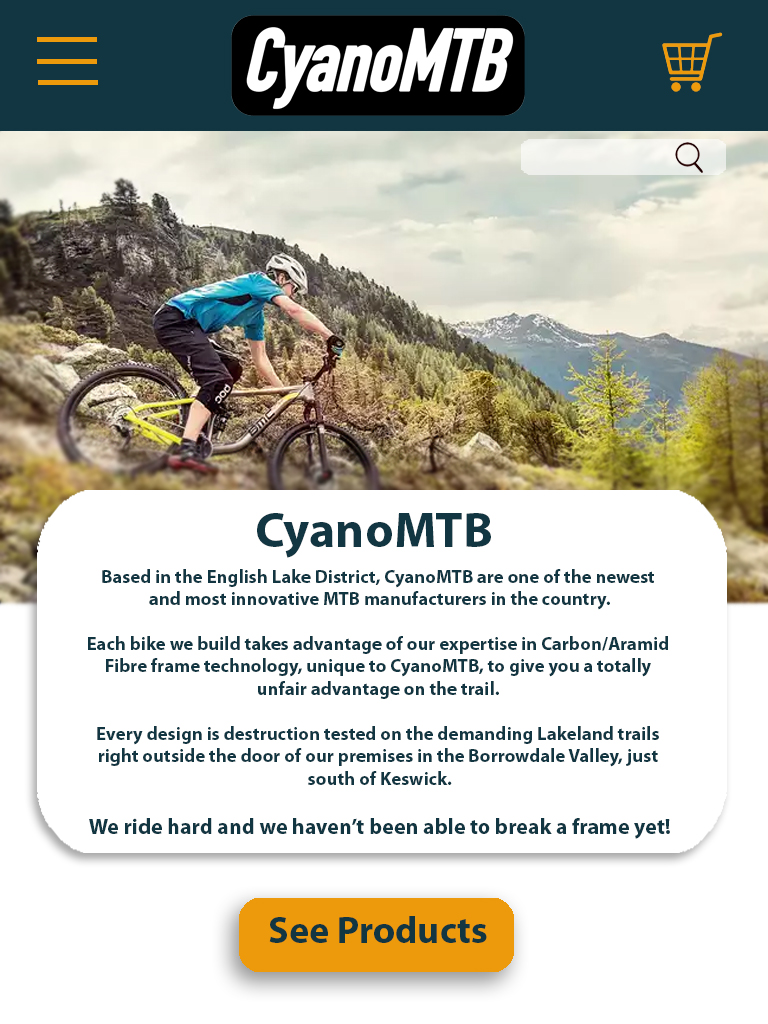 CyanoMTB
poc
BMC
CyanoMTB
Based in the English Lake District, CyanoMTB are one of the newest
and most innovative MTB manufacturers in the country.
Each bike we build takes advantage of our expertise in Carbon/Aramid
Fibre frame technology, unique to CyanoMTB, to give you a totally
unfair advantage on the trail.
Every design is destruction tested on the demanding Lakeland trails
right outside the door of our premises in the Borrowdale Valley, just
south of Keswick.
We ride hard and we haven’t been able to break a frame yet!
See Products